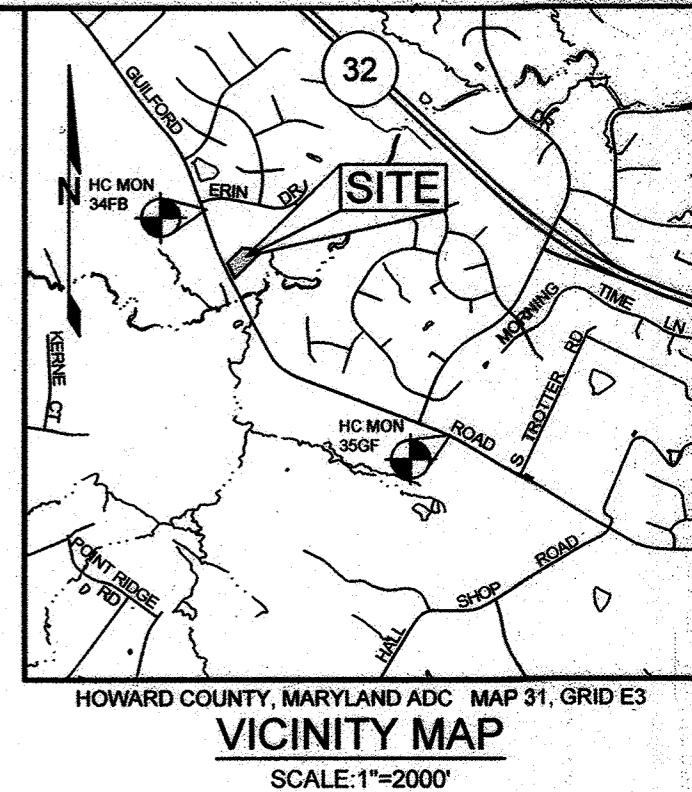 32
GUILFORD
DR
N
HC MON
34FB
ERIN
DR
SITE
MORNING
TIME
LN
KERNE CT
S TROTTER RD
HC MON
35GF
ROAD
POINT RIDGE
RD
HALL
SHOP
ROAD
HOWARD COUNTY, MARYLAND ADC MAP 31, GRID E3
VICINITY MAP
SCALE:1"=2000'